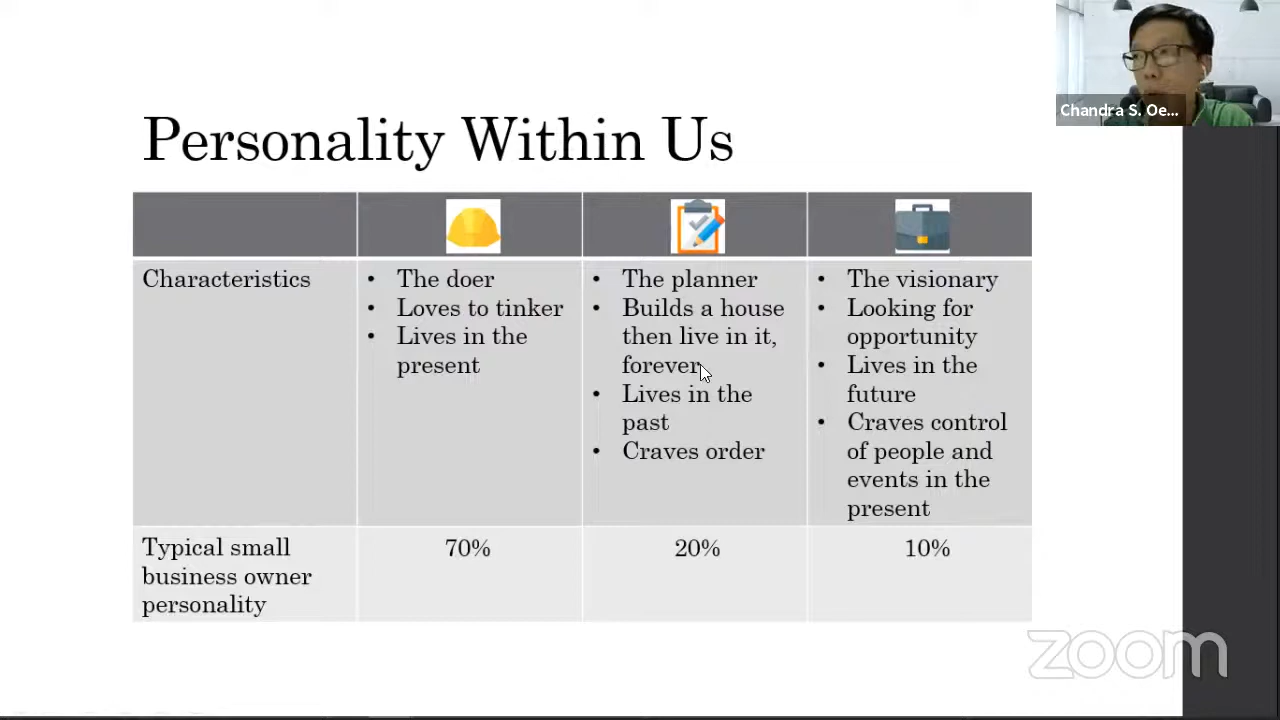 Chandra S. Oe...
Personality Within Us
Characteristics
• The doer
• Loves to tinker
• Lives in the
present
• The planner
• Builds a house
then live in it,
forever
• Lives in the
past
• Craves order
• The visionary
• Looking for
opportunity
• Lives in the
future
• Craves control
of people and
events in the
present
Typical small
business owner
personality
70%
20%
10%
zoom